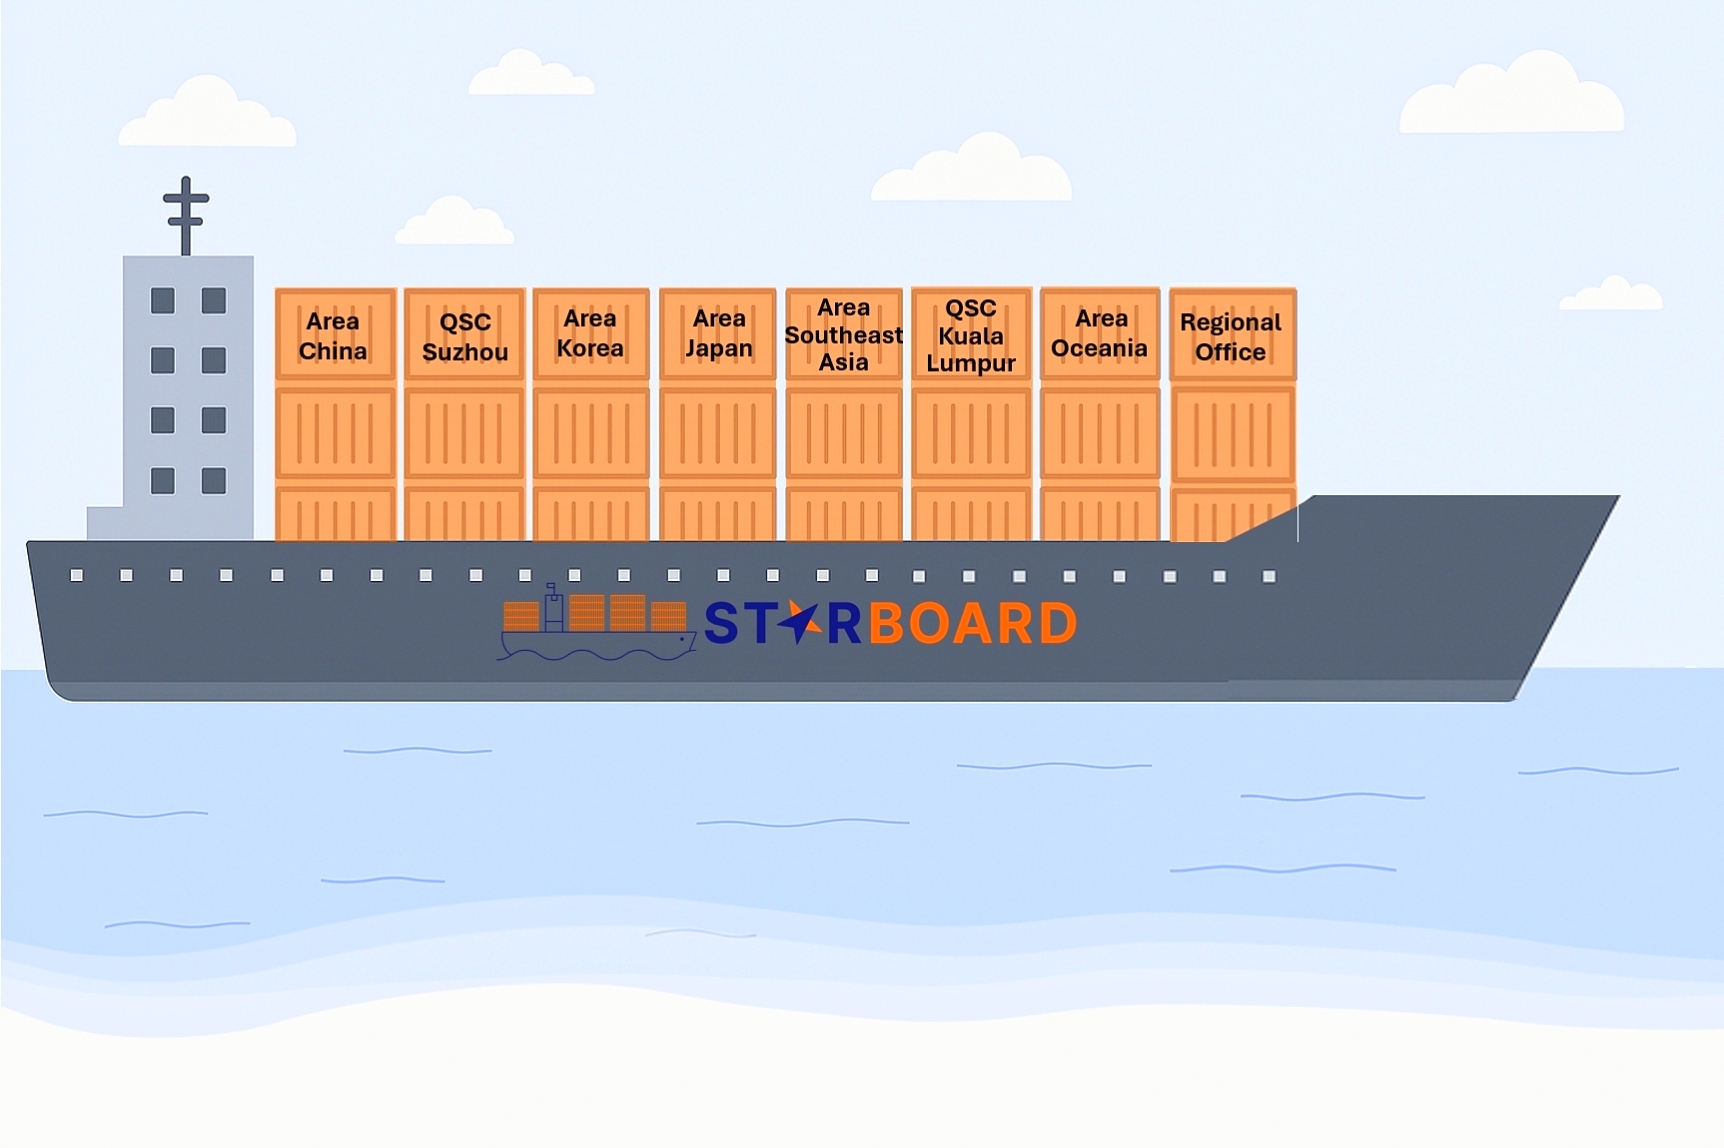 Area
China
QSC
Suzhou
Area
Korea
Area
Japan
Area
Southeast
Asia
QSC
Kuala
Lumpur
Area
Oceania
Regional
Office
STARBOARD